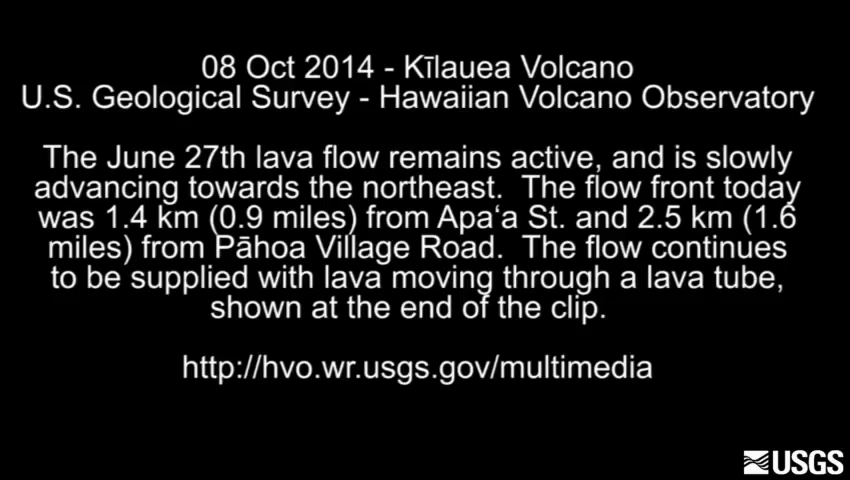 08 Oct 2014 - Kīlauea Volcano
U.S. Geological Survey - Hawaiian Volcano Observatory
The June 27th lava flow remains active, and is slowly
advancing towards the northeast.  The flow front today
was 1.4 km (0.9 miles) from Apa‘a St. and 2.5 km (1.6
miles) from Pāhoa Village Road.  The flow continues
to be supplied with lava moving through a lava tube,
shown at the end of the clip.
http://hvo.wr.usgs.gov/multimedia
USGS